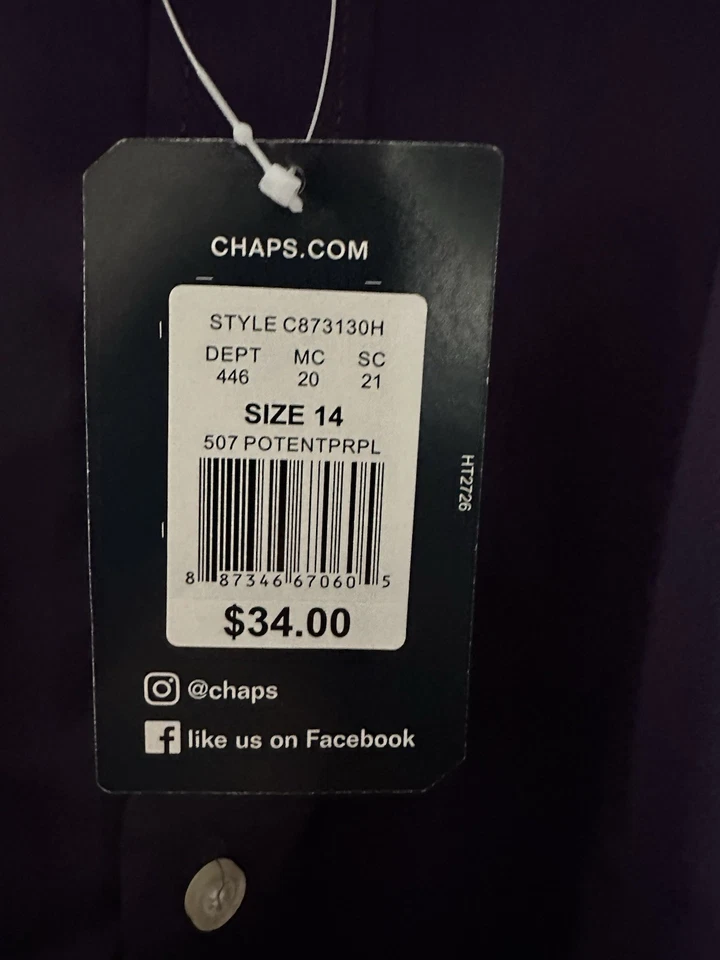 CHAPS.COM
STYLE C873130H
DEPT MC SC
446 20 21
SIZE 14
507 POTENTPRPL
8 87346 67060 5
$34.00
HT2726
@chaps
like us on Facebook